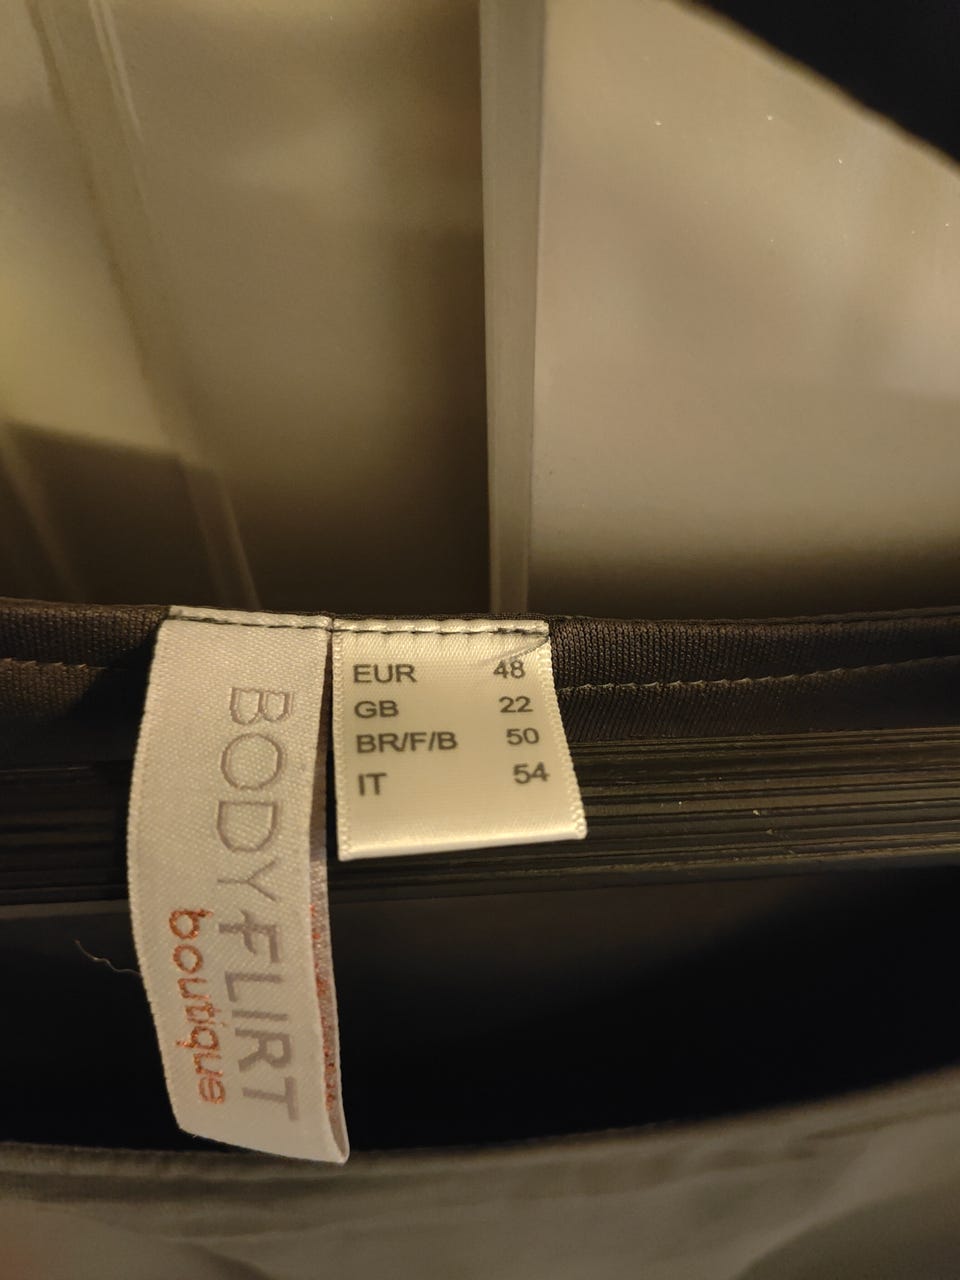 BODYFLIRT
boutique
EUR 48
GB 22
BR/F/B 50
IT 54